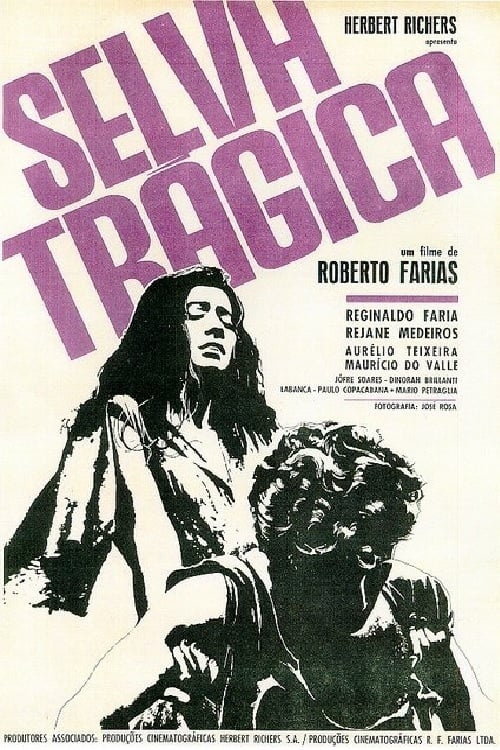 HERBERT RICHERS
apresenta
SELVA
TRÁGICA
um filme de
ROBERTO FARIAS
REGINALDO FARIA
REJANE MEDEIROS
AURÉLIO TEIXEIRA
MAURÍCIO DO VALLE
JÔFRE SOARES - DINORAH BRILLANTI
LABANCA - PAULO COPACABANA - MARIO PETRAGLIA
FOTOGRAFIA: JOSÉ ROSA
PRODUTORES ASSOCIADOS: PRODUÇÕES CINEMATOGRÁFICAS HERBERT RICHERS S.A. / PRODUÇÕES CINEMATOGRÁFICAS R. F. FARIAS LTDA.